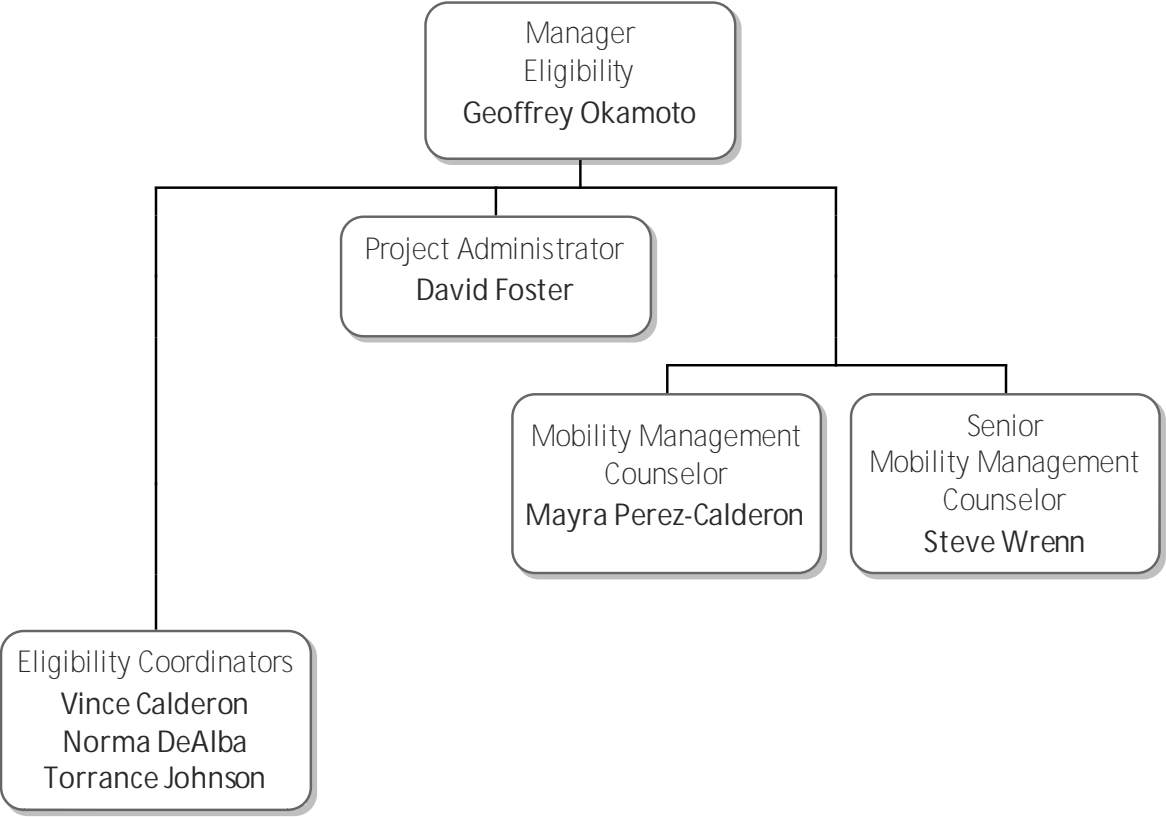 Manager
Eligibility
Geoffrey Okamoto
Project Administrator
David Foster
Mobility Management
Counselor
Mayra Perez-Calderon
Senior
Mobility Management
Counselor
Steve Wrenn
Eligibility Coordinators
Vince Calderon
Norma DeAlba
Torrance Johnson